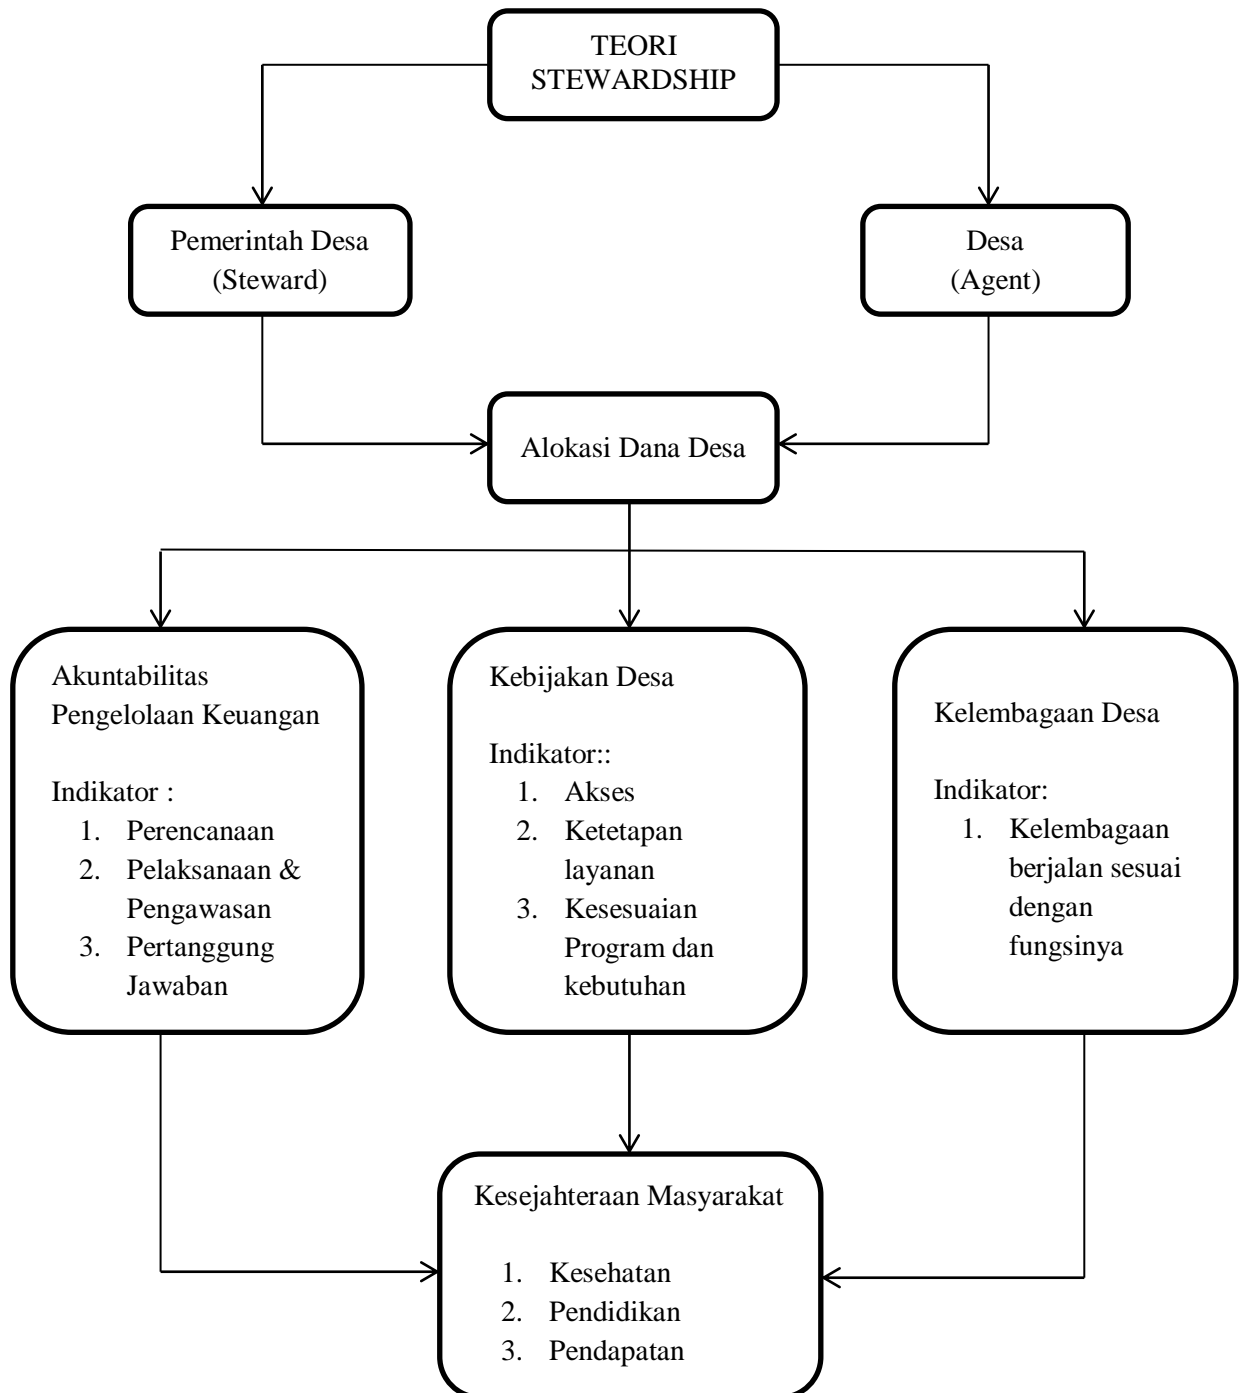 TEORI
STEWARDSHIP
Pemerintah Desa
(Steward)
Desa
(Agent)
Alokasi Dana Desa
Akuntabilitas
Pengelolaan Keuangan
Indikator :
1. Perencanaan
2. Pelaksanaan &
Pengawasan
3. Pertanggung
Jawaban
Kebijakan Desa
Indikator::
1. Akses
2. Ketetapan
layanan
3. Kesesuaian
Program dan
kebutuhan
Kelembagaan Desa
Indikator:
1. Kelembagaan
berjalan sesuai
dengan
fungsinya
Kesejahteraan Masyarakat
1. Kesehatan
2. Pendidikan
3. Pendapatan